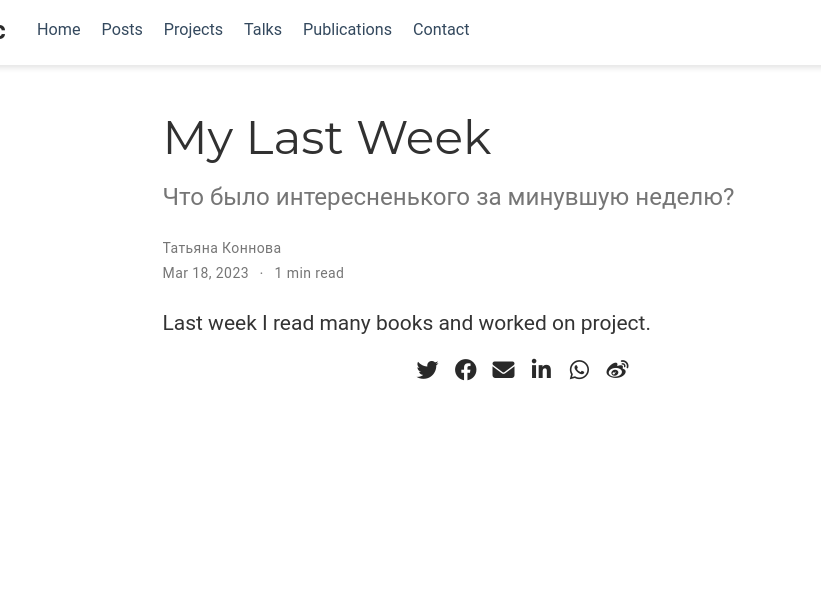 Home Posts Projects Talks Publications Contact
My Last Week
Что было интересненького за минувшую неделю?
Татьяна Коннова
Mar 18, 2023 · 1 min read
Last week I read many books and worked on project.